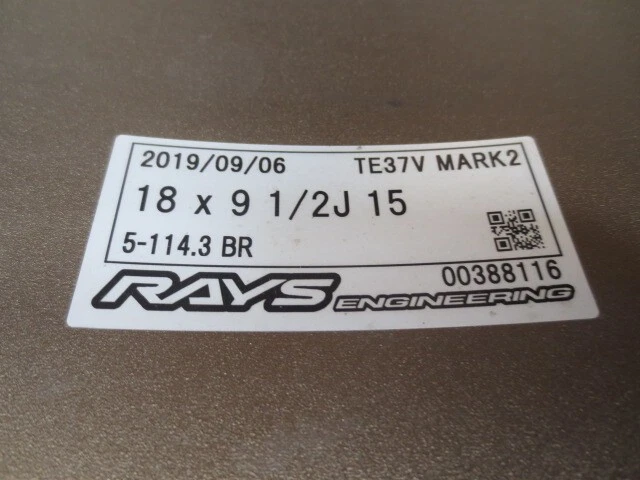 2019/09/06 TE37V MARK2
18 x 9 1/2J 15
5-114.3 BR
00388116
RAYS ENGINEERING